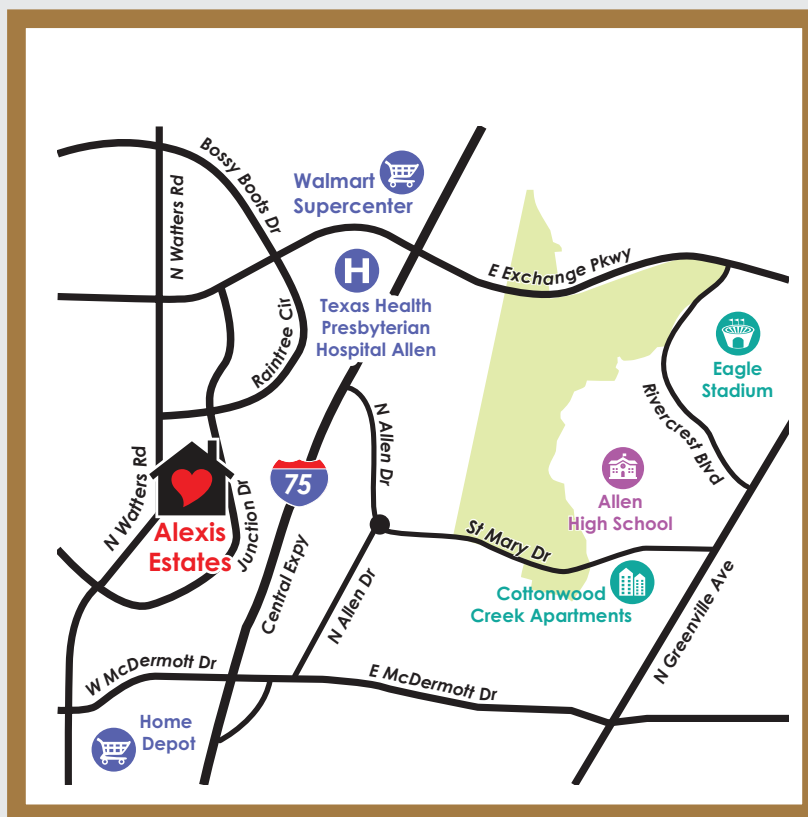 Bossy Boots Dr
N Watters Rd
Walmart
Supercenter
E Exchange Pkwy
H
Texas Health
Presbyterian
Hospital Allen
Raintree Cir
Eagle
Stadium
Rivercrest Blvd
N Allen Dr
N Watters Rd
75
Allen
High School
Junction Dr
Alexis
Estates
St Mary Dr
Central Expy
N Allen Dr
Cottonwood
Creek Apartments
N Greenville Ave
W McDermott Dr
E McDermott Dr
Home
Depot